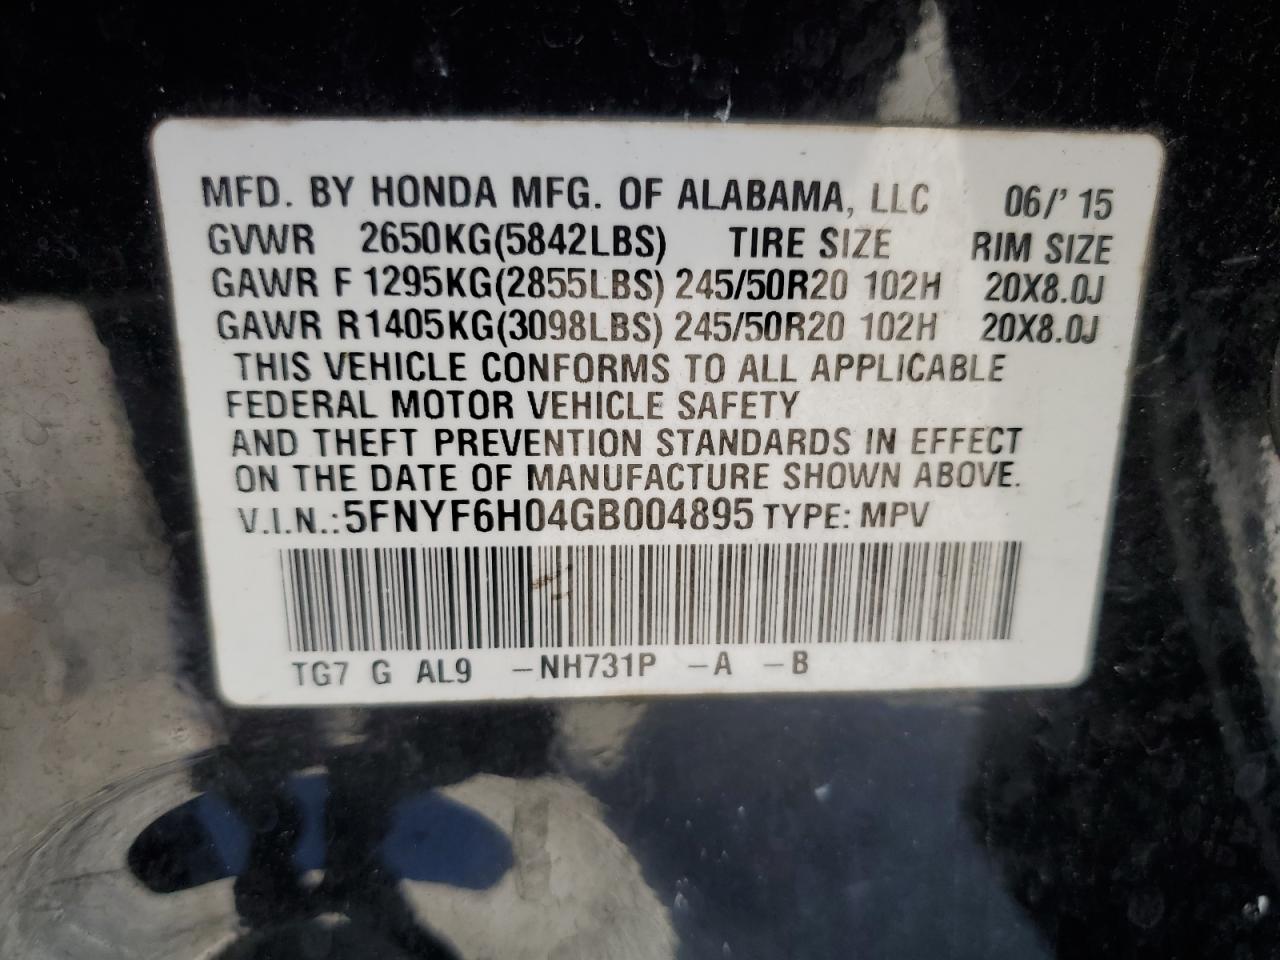 MFD. BY HONDA MFG. OF ALABAMA, LLC 06/' 15
GVWR 2650KG(5842LBS) TIRE SIZE RIM SIZE
GAWR F 1295KG(2855LBS) 245/50R20 102H 20X8.0J
GAWR R1405KG(3098LBS) 245/50R20 102H 20X8.0J
THIS VEHICLE CONFORMS TO ALL APPLICABLE
FEDERAL MOTOR VEHICLE SAFETY
AND THEFT PREVENTION STANDARDS IN EFFECT
ON THE DATE OF MANUFACTURE SHOWN ABOVE.
V.I.N.:5FNYF6H04GB004895 TYPE: MPV
TG7 G AL9 -NH731P -A -B